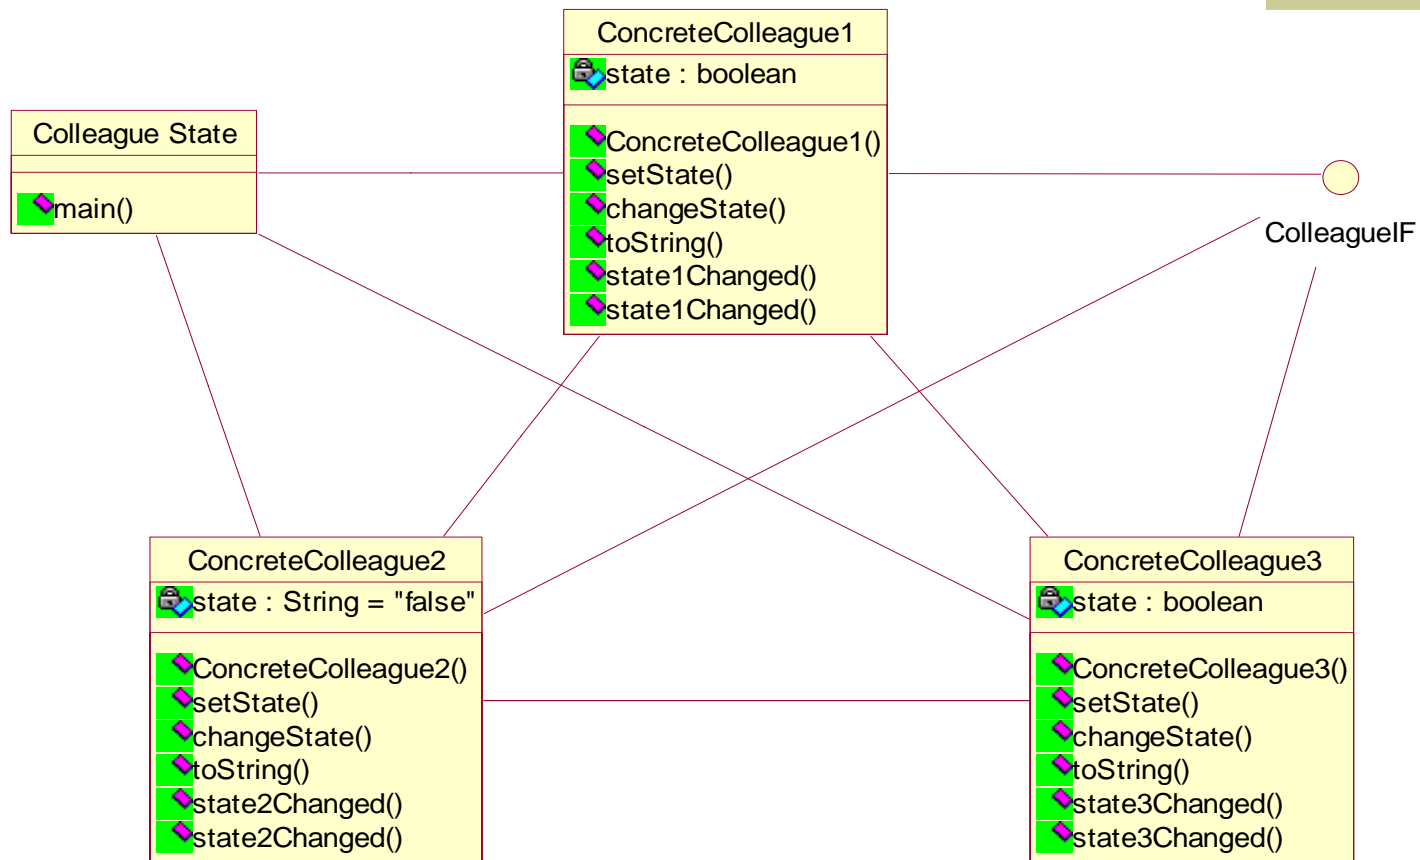 ConcreteColleague1
state : boolean
ConcreteColleague1()
setState()
changeState()
toString()
state1Changed()
state1Changed()
Colleague State
main()
ColleagueIF
ConcreteColleague2
state : String = "false"
ConcreteColleague2()
setState()
changeState()
toString()
state2Changed()
state2Changed()
ConcreteColleague3
state : boolean
ConcreteColleague3()
setState()
changeState()
toString()
state3Changed()
state3Changed()